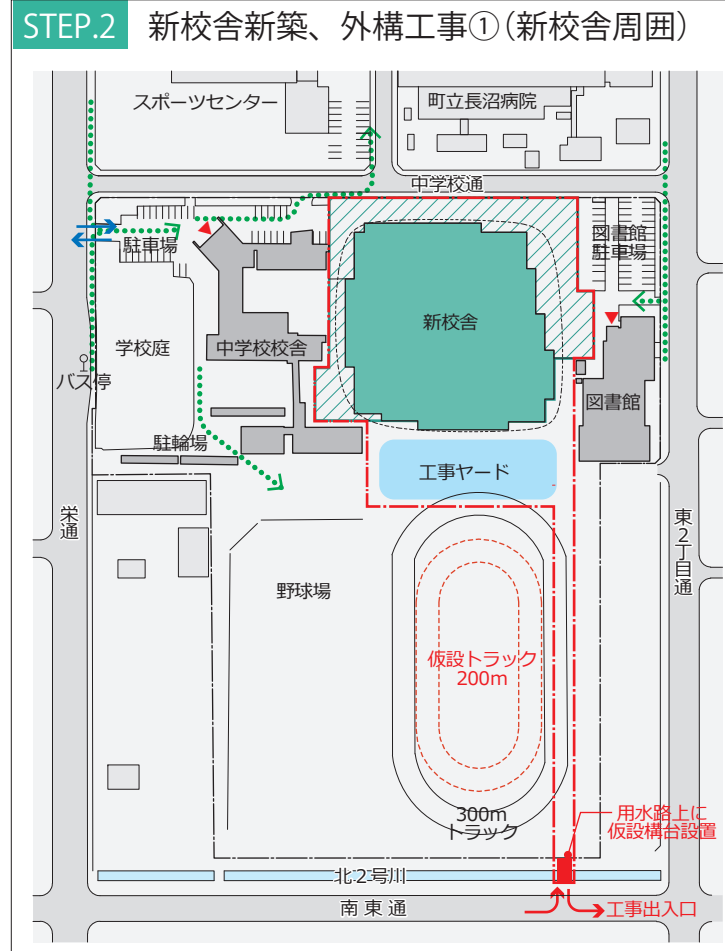 STEP.2 新校舎新築、外構工事①(新校舎周囲)
スポーツセンター
町立長沼病院
中学校通
駐車場
図書館
駐車場
新校舎
学校庭
中学校校舎
バス停
図書館
駐輪場
工事ヤード
栄通
東2丁目通
野球場
仮設トラック
200m
300m
トラック
用水路上に
仮設構台設置
北2号川
南東通
工事出入口